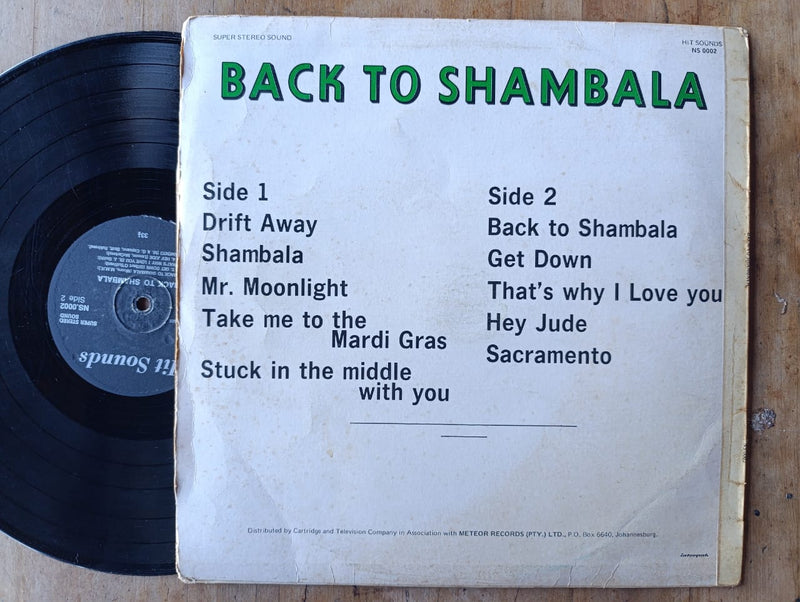 SUPER STEREO SOUND
HIT SOUNDS
NS 0002
BACK TO SHAMBALA
Side 1
Drift Away
Shambala
Mr. Moonlight
Take me to the
Mardi Gras
Stuck in the middle
with you
Side 2
Back to Shambala
Get Down
That's why I Love you
Hey Jude
Sacramento
Distributed by Cartridge and Television Company in Association with METEOR RECORDS (PTY.) LTD., P.O. Box 6640, Johannesburg.
Hit Sounds
SUPER STEREO
SOUND
NS.0002
Side 2
BACK TO SHAMBALA
33⅓